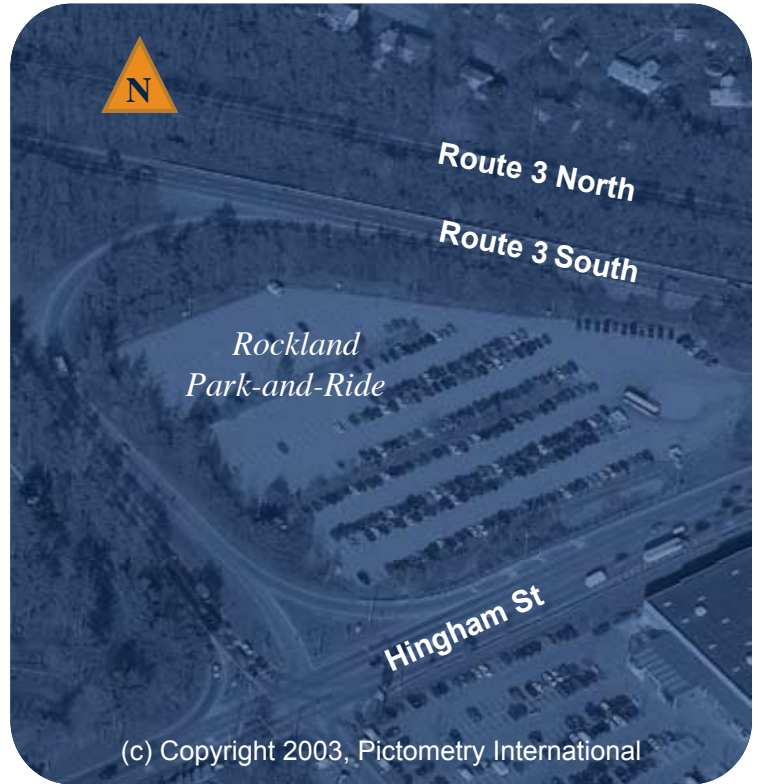 N
Route 3 North
Route 3 South
Rockland
Park-and-Ride
Hingham St
(c) Copyright 2003, Pictometry International